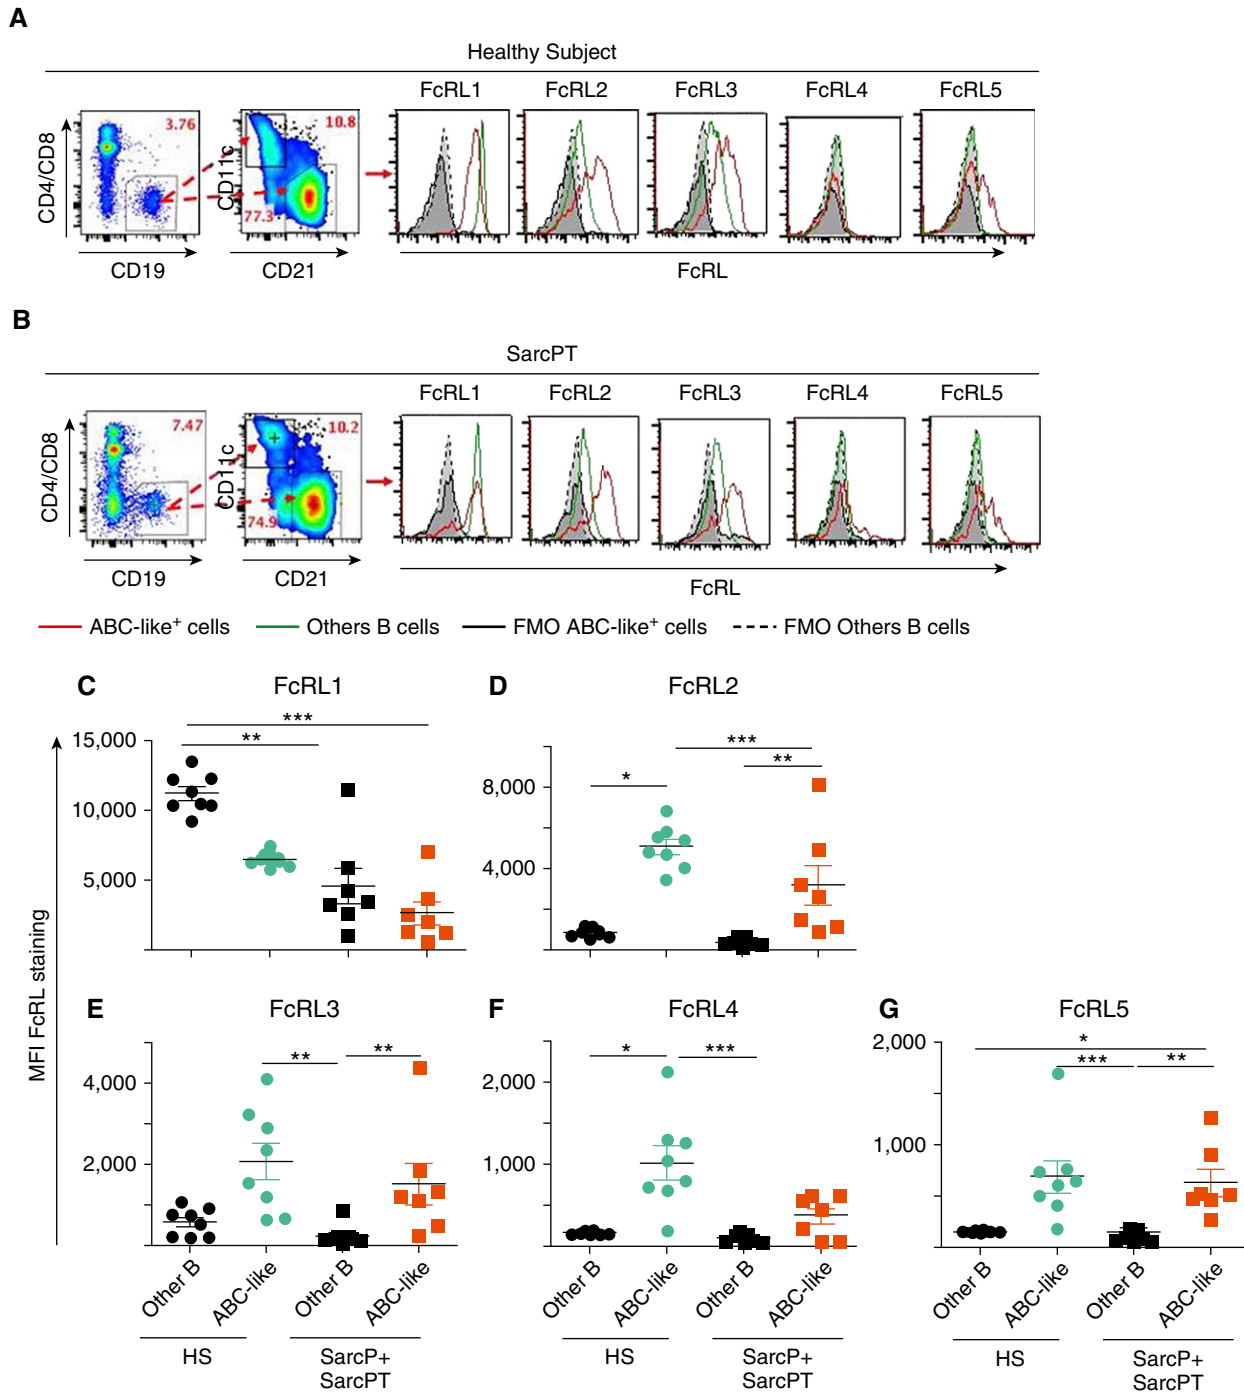 A
Healthy Subject
FcRL1 FcRL2 FcRL3 FcRL4 FcRL5
3.76
10.8
77.3
CD4/CD8
CD11c
CD19
CD21
FcRL
B
SarcPT
FcRL1 FcRL2 FcRL3 FcRL4 FcRL5
7.47
10.2
74.9
CD4/CD8
CD11c
CD19
CD21
FcRL
ABC-like+ cells Others B cells FMO ABC-like+ cells FMO Others B cells
MFI FcRL staining
C FcRL1
***
**
15,000
10,000
5,000
D FcRL2
***
**
*
8,000
4,000
E FcRL3
** **
4,000
2,000
Other B ABC-like Other B ABC-like
HS SarcP+
SarcPT
F FcRL4
* ***
2,000
1,000
Other B ABC-like Other B ABC-like
HS SarcP+
SarcPT
G FcRL5
*
*** **
2,000
1,000
Other B ABC-like Other B ABC-like
HS SarcP+
SarcPT